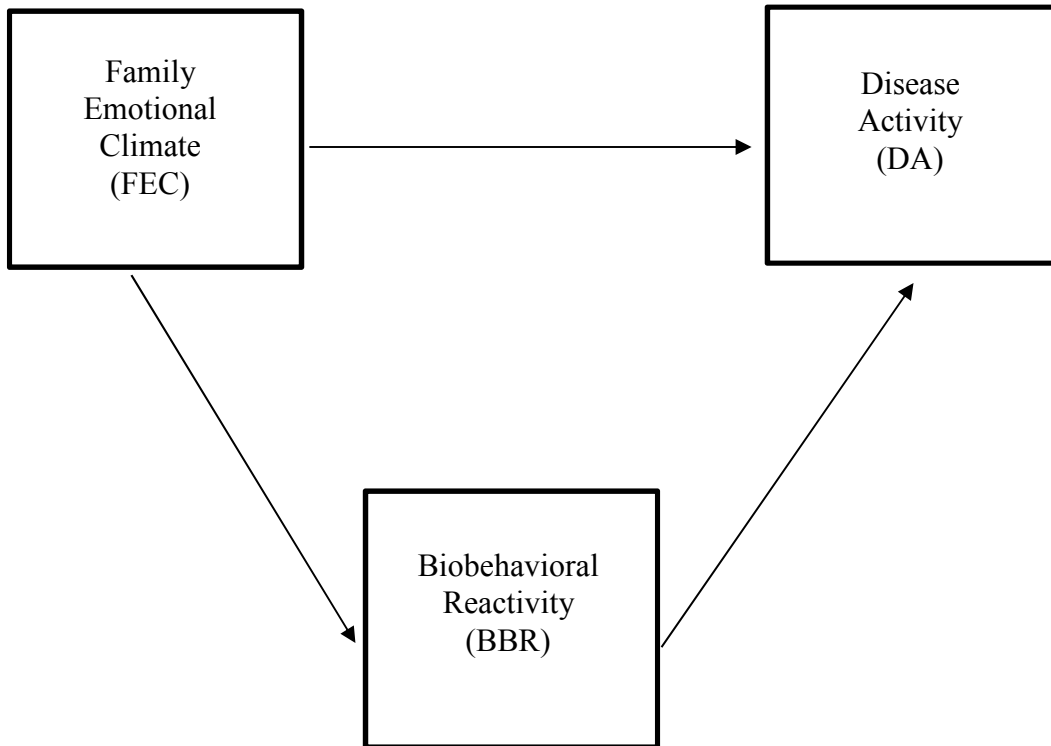 Family
Emotional
Climate
(FEC)
Disease
Activity
(DA)
Biobehavioral
Reactivity
(BBR)